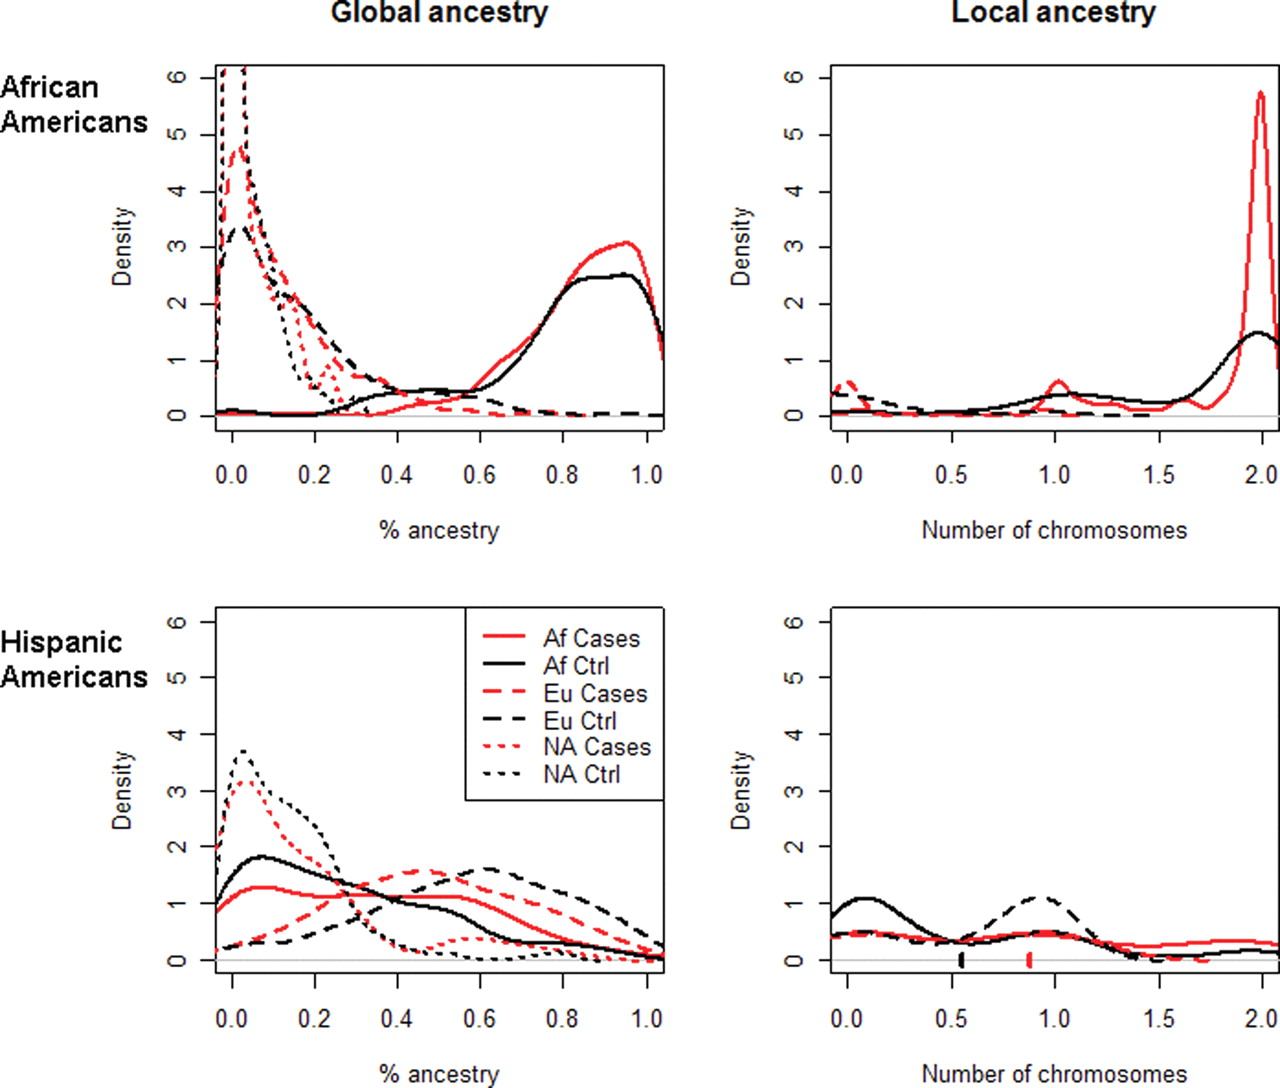 Global ancestry
Local ancestry
African
Americans
Density
6
5
4
3
2
1
0
0.0 0.2 0.4 0.6 0.8 1.0
% ancestry
Density
6
5
4
3
2
1
0
0.0 0.5 1.0 1.5 2.0
Number of chromosomes
Hispanic
Americans
Density
6
5
4
3
2
1
0
Af Cases
Af Ctrl
Eu Cases
Eu Ctrl
NA Cases
NA Ctrl
0.0 0.2 0.4 0.6 0.8 1.0
% ancestry
Density
6
5
4
3
2
1
0
0.0 0.5 1.0 1.5 2.0
Number of chromosomes